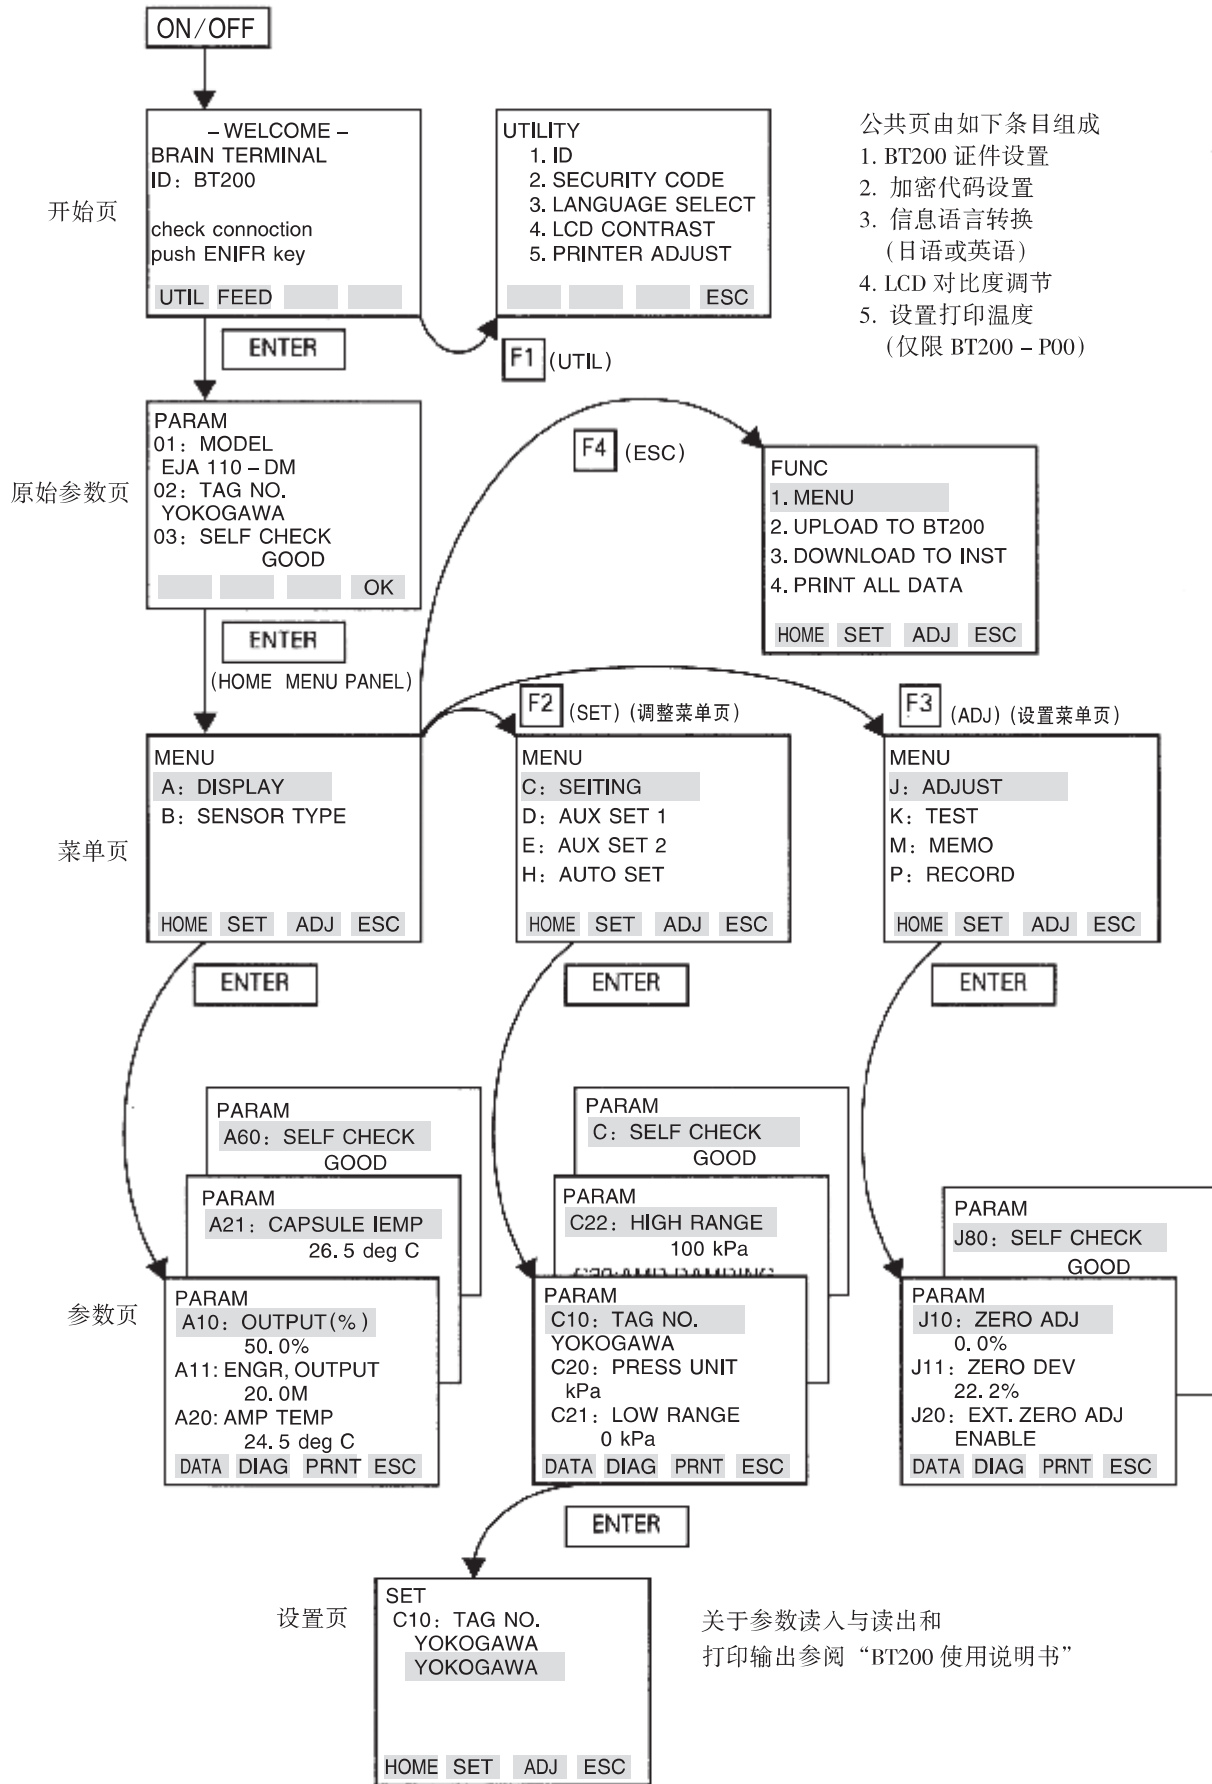 ON/OFF
开始页
– WELCOME –
BRAIN TERMINAL
ID: BT200
check connoction
push ENIFR key
UTIL FEED
UTILITY
1. ID
2. SECURITY CODE
3. LANGUAGE SELECT
4. LCD CONTRAST
5. PRINTER ADJUST
ESC
公共页由如下条目组成
1. BT200 证件设置
2. 加密代码设置
3. 信息语言转换
(日语或英语)
4. LCD 对比度调节
5. 设置打印温度
(仅限 BT200 – P00)
ENTER
F1 (UTIL)
原始参数页
PARAM
01: MODEL
EJA 110 – DM
02: TAG NO.
YOKOGAWA
03: SELF CHECK
GOOD
OK
F4 (ESC)
FUNC
1. MENU
2. UPLOAD TO BT200
3. DOWNLOAD TO INST
4. PRINT ALL DATA
HOME SET ADJ ESC
ENTER
(HOME MENU PANEL)
F2 (SET) (调整菜单页)
F3 (ADJ) (设置菜单页)
菜单页
MENU
A: DISPLAY
B: SENSOR TYPE
HOME SET ADJ ESC
MENU
C: SEITING
D: AUX SET 1
E: AUX SET 2
H: AUTO SET
HOME SET ADJ ESC
MENU
J: ADJUST
K: TEST
M: MEMO
P: RECORD
HOME SET ADJ ESC
ENTER
ENTER
ENTER
参数页
PARAM
A60: SELF CHECK
GOOD
PARAM
A21: CAPSULE IEMP
26.5 deg C
PARAM
A10: OUTPUT(%)
50.0%
A11: ENGR, OUTPUT
20.0M
A20: AMP TEMP
24.5 deg C
DATA DIAG PRNT ESC
PARAM
C: SELF CHECK
GOOD
PARAM
C22: HIGH RANGE
100 kPa
PARAM
C10: TAG NO.
YOKOGAWA
C20: PRESS UNIT
kPa
C21: LOW RANGE
0 kPa
DATA DIAG PRNT ESC
PARAM
J80: SELF CHECK
GOOD
PARAM
J10: ZERO ADJ
0.0%
J11: ZERO DEV
22.2%
J20: EXT. ZERO ADJ
ENABLE
DATA DIAG PRNT ESC
ENTER
设置页
SET
C10: TAG NO.
YOKOGAWA
YOKOGAWA
HOME SET ADJ ESC
关于参数读入与读出和
打印输出参阅“BT200 使用说明书”